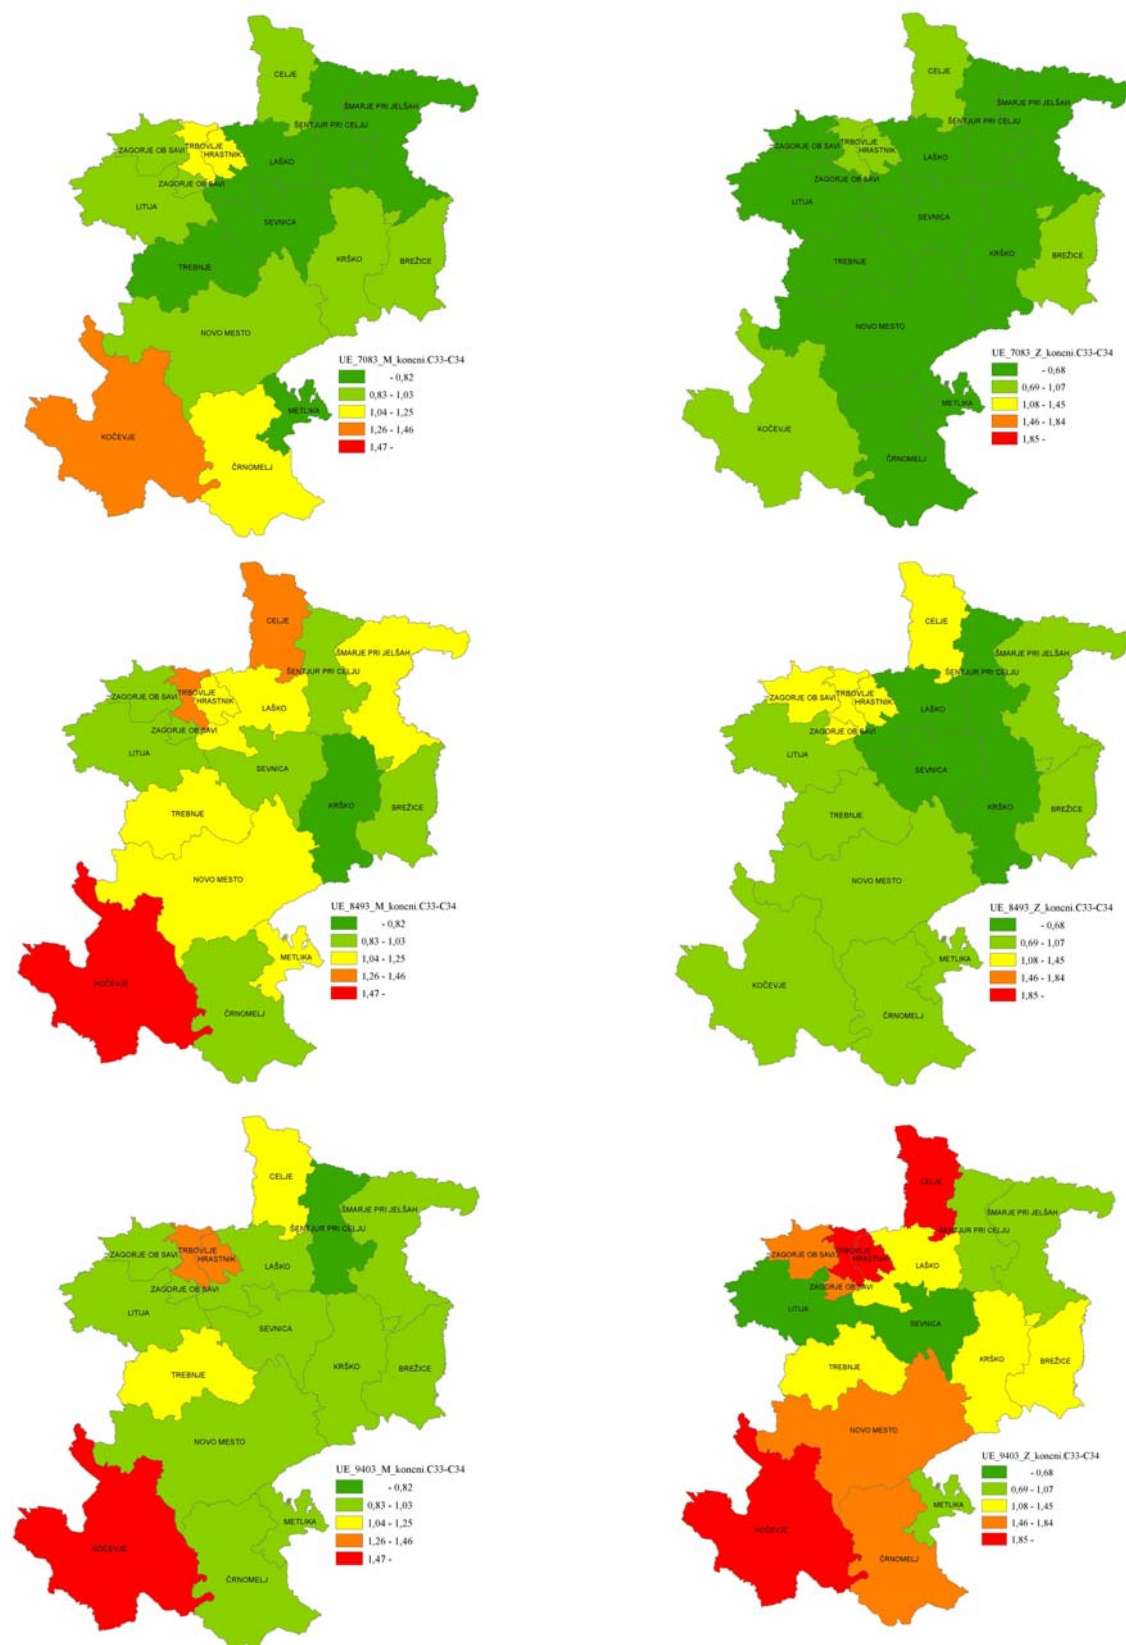 CELJE
ŠMARJE PRI JELŠAH
ŠENTJUR PRI CELJU
TRBOVLJE
ZAGORJE OB SAVI
HRASTNIK
LAŠKO
ZAGORJE OB SAVI
LITIJA
SEVNICA
KRŠKO
BREŽICE
TREBNJE
NOVO MESTO
METLIKA
KOČEVJE
ČRNOMELJ
UE_7083_M_koncni.C33-C34
- 0,82
0,83 - 1,03
1,04 - 1,25
1,26 - 1,46
1,47 -
CELJE
ŠMARJE PRI JELŠAH
ŠENTJUR PRI CELJU
TRBOVLJE
ZAGORJE OB SAVI
HRASTNIK
LAŠKO
ZAGORJE OB SAVI
LITIJA
SEVNICA
KRŠKO
BREŽICE
TREBNJE
NOVO MESTO
METLIKA
KOČEVJE
ČRNOMELJ
UE_7083_Z_koncni.C33-C34
- 0,68
0,69 - 1,07
1,08 - 1,45
1,46 - 1,84
1,85 -
CELJE
ŠMARJE PRI JELŠAH
ŠENTJUR PRI CELJU
TRBOVLJE
ZAGORJE OB SAVI
HRASTNIK
LAŠKO
ZAGORJE OB SAVI
LITIJA
SEVNICA
KRŠKO
BREŽICE
TREBNJE
NOVO MESTO
METLIKA
KOČEVJE
ČRNOMELJ
UE_8493_M_koncni.C33-C34
- 0,82
0,83 - 1,03
1,04 - 1,25
1,26 - 1,46
1,47 -
CELJE
ŠMARJE PRI JELŠAH
ŠENTJUR PRI CELJU
TRBOVLJE
ZAGORJE OB SAVI
HRASTNIK
LAŠKO
ZAGORJE OB SAVI
LITIJA
SEVNICA
KRŠKO
BREŽICE
TREBNJE
NOVO MESTO
METLIKA
KOČEVJE
ČRNOMELJ
UE_8493_Z_koncni.C33-C34
- 0,68
0,69 - 1,07
1,08 - 1,45
1,46 - 1,84
1,85 -
CELJE
ŠMARJE PRI JELŠAH
ŠENTJUR PRI CELJU
TRBOVLJE
ZAGORJE OB SAVI
HRASTNIK
LAŠKO
ZAGORJE OB SAVI
LITIJA
SEVNICA
KRŠKO
BREŽICE
TREBNJE
NOVO MESTO
METLIKA
KOČEVJE
ČRNOMELJ
UE_9403_M_koncni.C33-C34
- 0,82
0,83 - 1,03
1,04 - 1,25
1,26 - 1,46
1,47 -
CELJE
ŠMARJE PRI JELŠAH
ŠENTJUR PRI CELJU
TRBOVLJE
ZAGORJE OB SAVI
HRASTNIK
LAŠKO
ZAGORJE OB SAVI
LITIJA
SEVNICA
KRŠKO
BREŽICE
TREBNJE
NOVO MESTO
METLIKA
KOČEVJE
ČRNOMELJ
UE_9403_Z_koncni.C33-C34
- 0,68
0,69 - 1,07
1,08 - 1,45
1,46 - 1,84
1,85 -